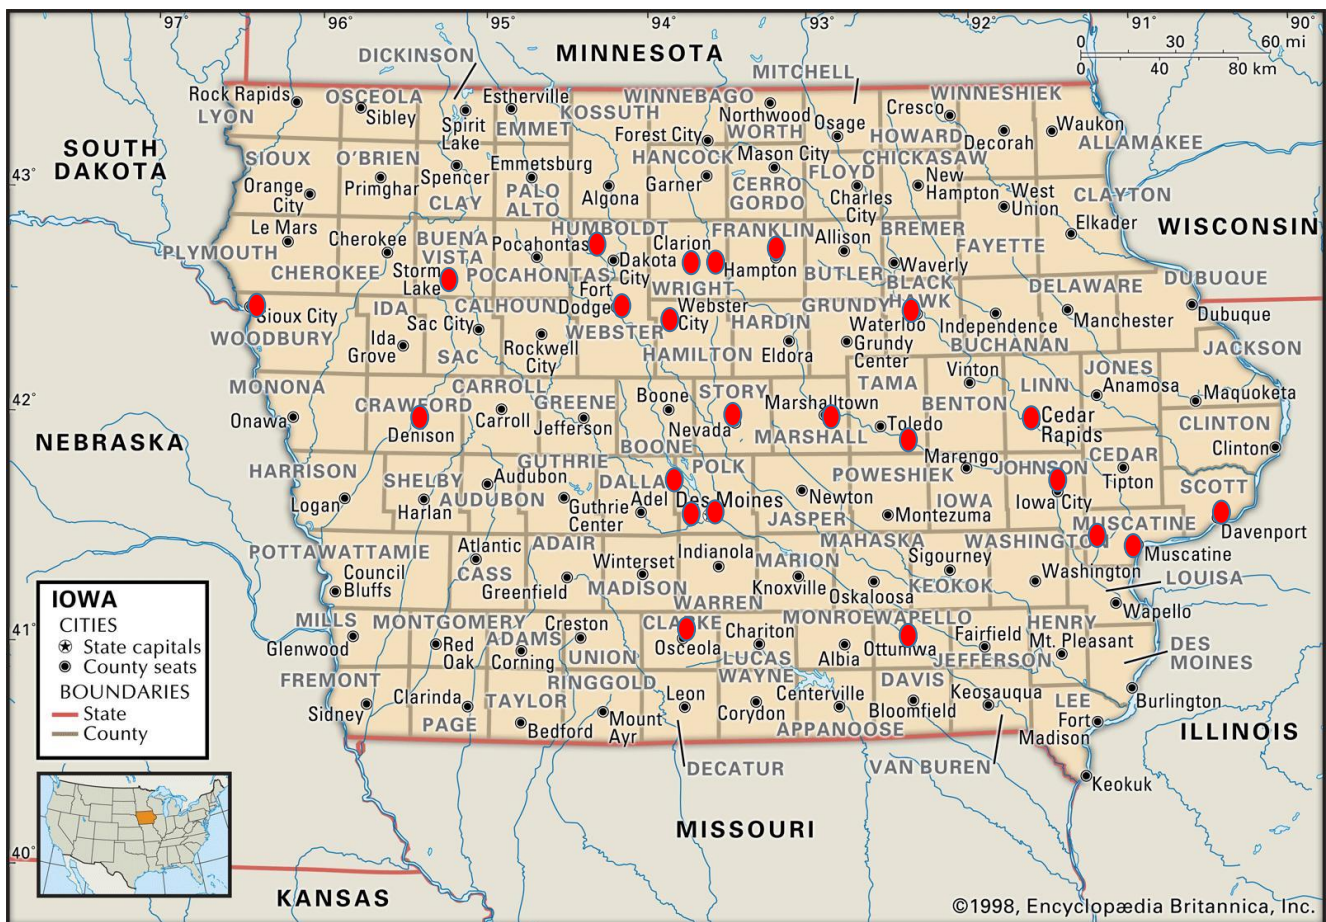 97°
96°
95°
94°
93°
92°
91°
90°
0 30 60 mi
0 40 80 km
MINNESOTA
SOUTH
DAKOTA
NEBRASKA
KANSAS
MISSOURI
ILLINOIS
WISCONSIN
43°
42°
41°
40°
DICKINSON
MITCHELL
Rock Rapids
LYON
OSCEOLA
Sibley
Spirit
Lake
Estherville
EMMET
KOSSUTH
WINNEBAGO
Forest City
Northwood
WORTH
Osage
Cresco
HOWARD
WINNESHIEK
Decorah
Waukon
ALLAMAKEE
SIOUX
Orange
City
O'BRIEN
Primghar
Spencer
CLAY
Emmetsburg
PALO
ALTO
Algona
HANCOCK
Garner
Mason City
CERRO
GORDO
FLOYD
Charles
City
CHICKASAW
New
Hampton
West
Union
CLAYTON
Elkader
Le Mars
PLYMOUTH
Cherokee
CHEROKEE
BUENA
VISTA
Storm
Lake
Pocahontas
POCAHONTAS
HUMBOLDT
Dakota
City
Clarion
WRIGHT
FRANKLIN
Hampton
Allison
BUTLER
BREMER
Waverly
FAYETTE
DUBUQUE
Dubuque
Sioux City
WOODBURY
IDA
Ida
Grove
Sac City
SAC
CALHOUN
Rockwell
City
Fort
Dodge
WEBSTER
Webster
City
HAMILTON
HARDIN
Eldora
GRUNDY
Grundy
Center
BLACK
HAWK
Waterloo
Independence
BUCHANAN
DELAWARE
Manchester
JACKSON
Maquoketa
MONONA
Onawa
CRAWFORD
Denison
CARROLL
Carroll
GREENE
Jefferson
Boone
BOONE
STORY
Nevada
Marshalltown
MARSHALL
TAMA
Toledo
Vinton
BENTON
LINN
Cedar
Rapids
JONES
Anamosa
CLINTON
Clinton
HARRISON
Logan
SHELBY
Harlan
Audubon
AUDUBON
GUTHRIE
Guthrie
Center
DALLA
Adel
POLK
Des Moines
Newton
JASPER
POWESHIEK
Montezuma
Marengo
IOWA
JOHNSON
Iowa City
CEDAR
Tipton
SCOTT
Davenport
MUSCATINE
Muscatine
POTTAWATTAMIE
Council
Bluffs
Atlantic
CASS
ADAIR
Greenfield
Winterset
MADISON
Indianola
WARREN
MARION
Knoxville
MAHASKA
Oskaloosa
Sigourney
KEOKOK
WASHINGTON
Washington
LOUISA
Wapello
MILLS
Glenwood
MONTGOMERY
Red
Oak
ADAMS
Corning
Creston
UNION
CLARKE
Osceola
Chariton
LUCAS
MONROE
Albia
WAPELLO
Ottumwa
Fairfield
JEFFERSON
HENRY
Mt. Pleasant
DES
MOINES
Burlington
FREMONT
Sidney
Clarinda
PAGE
TAYLOR
Bedford
RINGGOLD
Mount
Ayr
Leon
DECATUR
WAYNE
Corydon
Centerville
APPANOOSE
DAVIS
Bloomfield
Keosauqua
VAN BUREN
LEE
Fort
Madison
Keokuk
IOWA
CITIES
State capitals
County seats
BOUNDARIES
State
County
©1998, Encyclopædia Britannica, Inc.